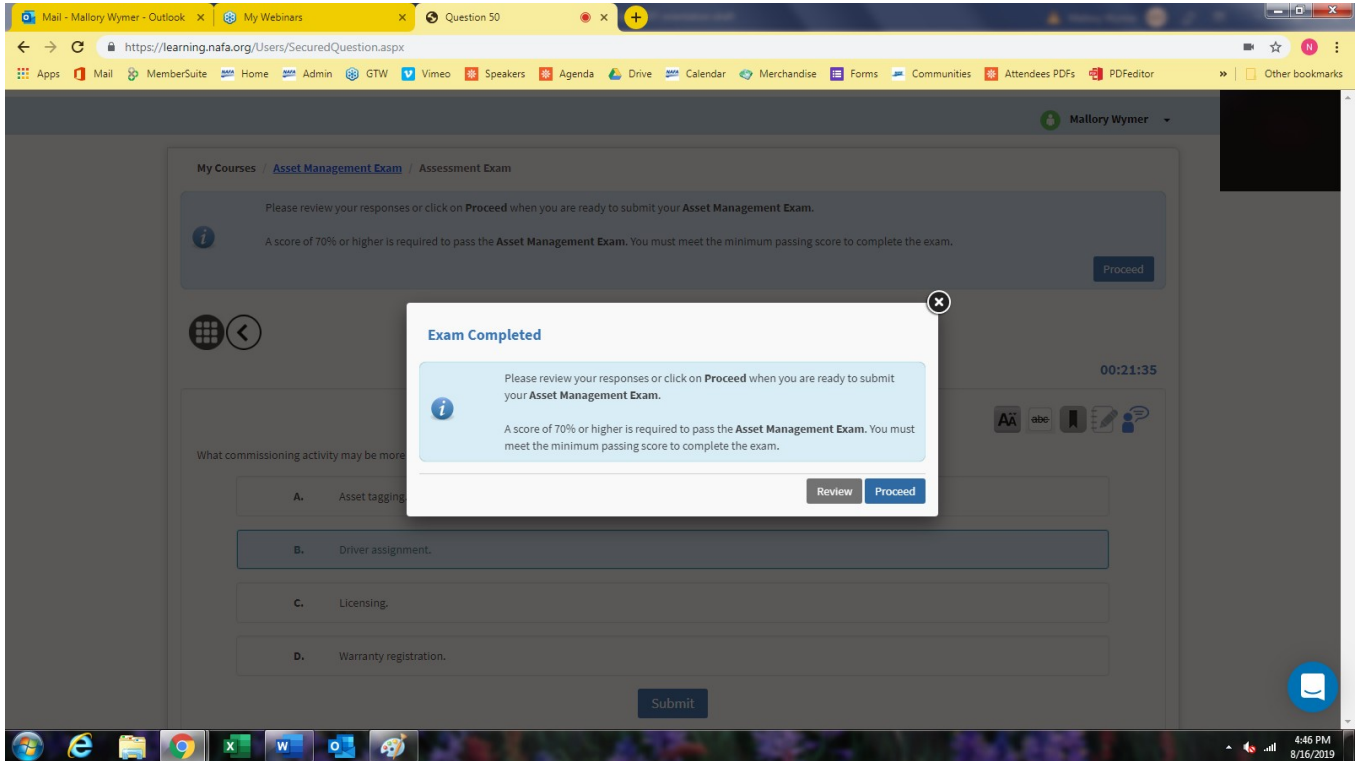 Mail - Mallory Wymer - Outlook
My Webinars
Question 50
https://learning.nafa.org/Users/SecuredQuestion.aspx
N
Apps Mail MemberSuite Home Admin GTW Vimeo Speakers Agenda Drive Calendar Merchandise Forms Communities Attendees PDFs PDFeditor » Other bookmarks
Mallory Wymer
My Courses / Asset Management Exam / Assessment Exam
Please review your responses or click on Proceed when you are ready to submit your Asset Management Exam.
A score of 70% or higher is required to pass the Asset Management Exam. You must meet the minimum passing score to complete the exam.
Proceed
Exam Completed
Please review your responses or click on Proceed when you are ready to submit
your Asset Management Exam.
A score of 70% or higher is required to pass the Asset Management Exam. You must
meet the minimum passing score to complete the exam.
Review Proceed
00:21:35
AÄ abc
What commissioning activity may be more
A. Asset tagging.
B. Driver assignment.
C. Licensing.
D. Warranty registration.
Submit
4:46 PM
8/16/2019